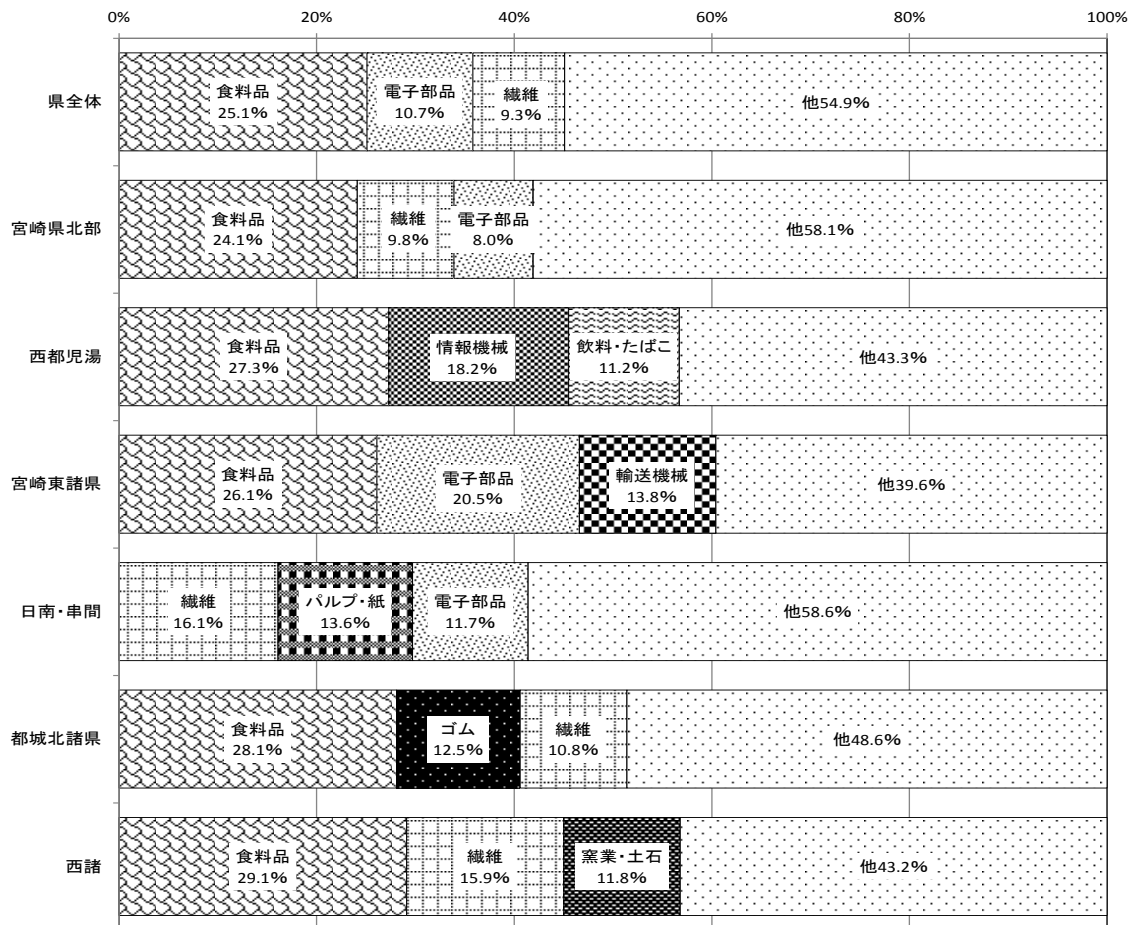 0% 20% 40% 60% 80% 100%
県全体
食料品
25.1%
電子部品
10.7%
繊維
9.3%
他54.9%
宮崎県北部
食料品
24.1%
繊維
9.8%
電子部品
8.0%
他58.1%
西都児湯
食料品
27.3%
情報機械
18.2%
飲料・たばこ
11.2%
他43.3%
宮崎東諸県
食料品
26.1%
電子部品
20.5%
輸送機械
13.8%
他39.6%
日南・串間
繊維
16.1%
パルプ・紙
13.6%
電子部品
11.7%
他58.6%
都城北諸県
食料品
28.1%
ゴム
12.5%
繊維
10.8%
他48.6%
西諸
食料品
29.1%
繊維
15.9%
窯業・土石
11.8%
他43.2%